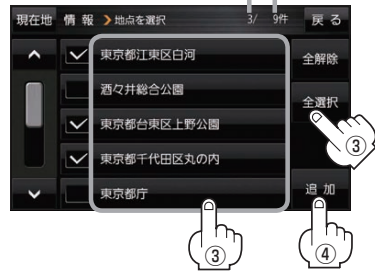 現在地 情 報 地点を選択 3/ 9件 戻 る
東京都江東区白河
全解除
酒々井総合公園
全選択
東京都台東区上野公園
③
東京都千代田区丸の内
東京都庁
追 加
③
④